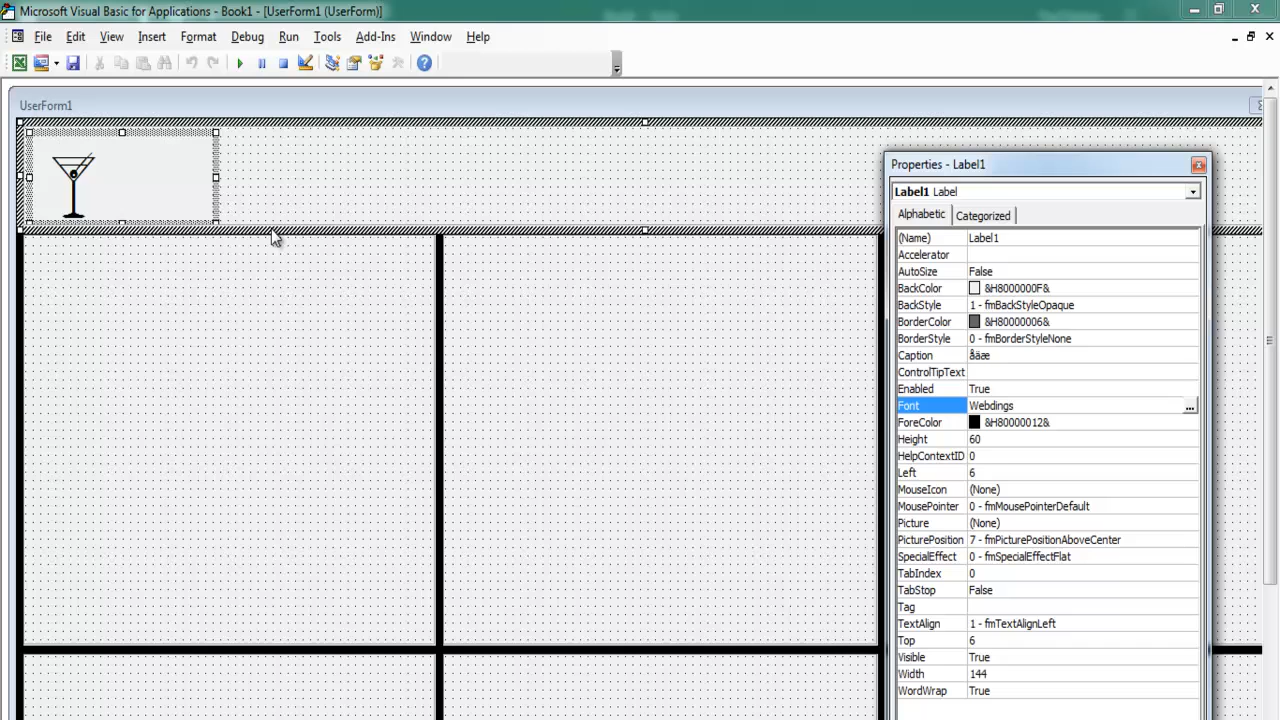 Microsoft Visual Basic for Applications - Book1 - [UserForm1 (UserForm)]
File Edit View Insert Format Debug Run Tools Add-Ins Window Help
UserForm1
Properties - Label1
Label1 Label
Alphabetic Categorized
(Name) Label1
Accelerator
AutoSize False
BackColor &H8000000F&
BackStyle 1 - fmBackStyleOpaque
BorderColor &H80000006&
BorderStyle 0 - fmBorderStyleNone
Caption åäæ
ControlTipText
Enabled True
Font Webdings ...
ForeColor &H80000012&
Height 60
HelpContextID 0
Left 6
MouseIcon (None)
MousePointer 0 - fmMousePointerDefault
Picture (None)
PicturePosition 7 - fmPicturePositionAboveCenter
SpecialEffect 0 - fmSpecialEffectFlat
TabIndex 0
TabStop False
Tag
TextAlign 1 - fmTextAlignLeft
Top 6
Visible True
Width 144
WordWrap True